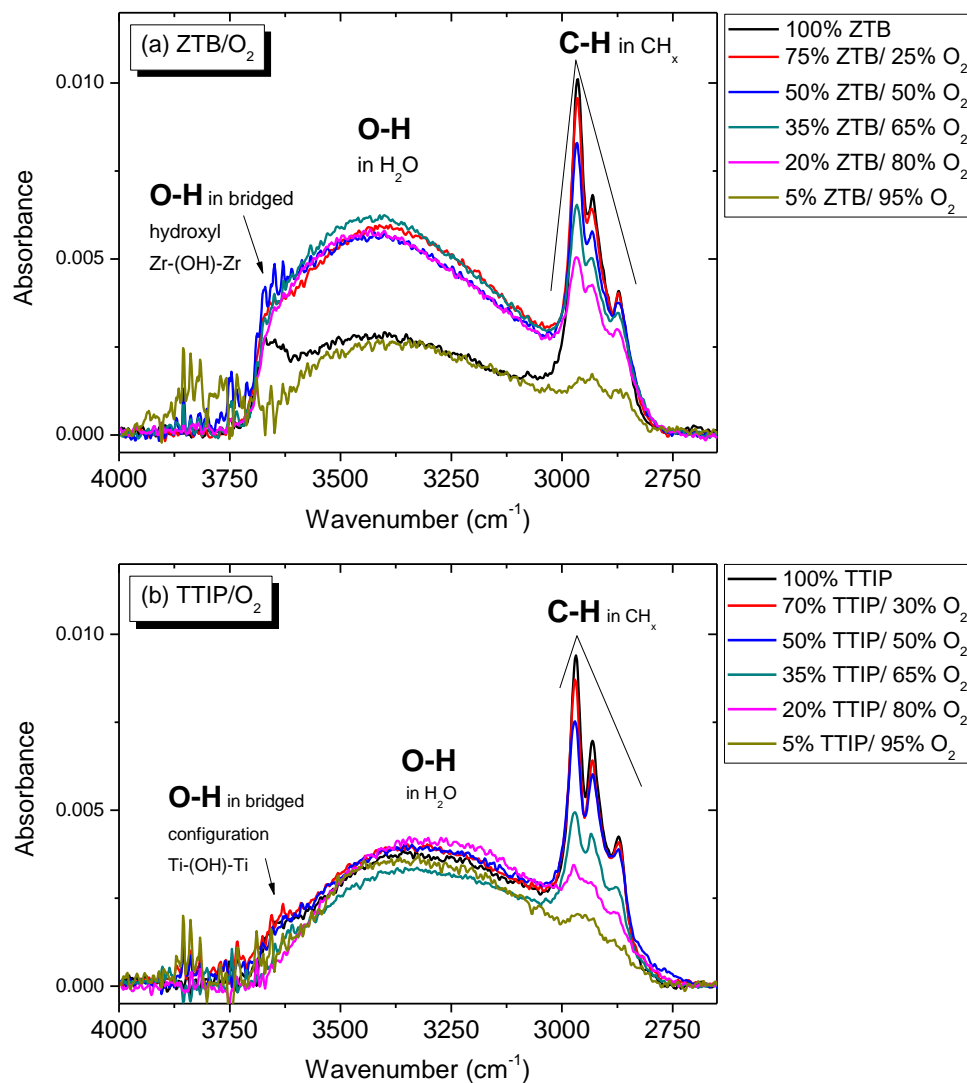 (a) ZTB/O₂
C-H in CHₓ
O-H
in H₂O
O-H in bridged
hydroxyl
Zr-(OH)-Zr
0.010
0.005
0.000
Absorbance
4000 3750 3500 3250 3000 2750
Wavenumber (cm⁻¹)
100% ZTB
75% ZTB/ 25% O₂
50% ZTB/ 50% O₂
35% ZTB/ 65% O₂
20% ZTB/ 80% O₂
5% ZTB/ 95% O₂
(b) TTIP/O₂
C-H in CHₓ
O-H
in H₂O
O-H in bridged
configuration
Ti-(OH)-Ti
0.010
0.005
0.000
Absorbance
4000 3750 3500 3250 3000 2750
Wavenumber (cm⁻¹)
100% TTIP
70% TTIP/ 30% O₂
50% TTIP/ 50% O₂
35% TTIP/ 65% O₂
20% TTIP/ 80% O₂
5% TTIP/ 95% O₂